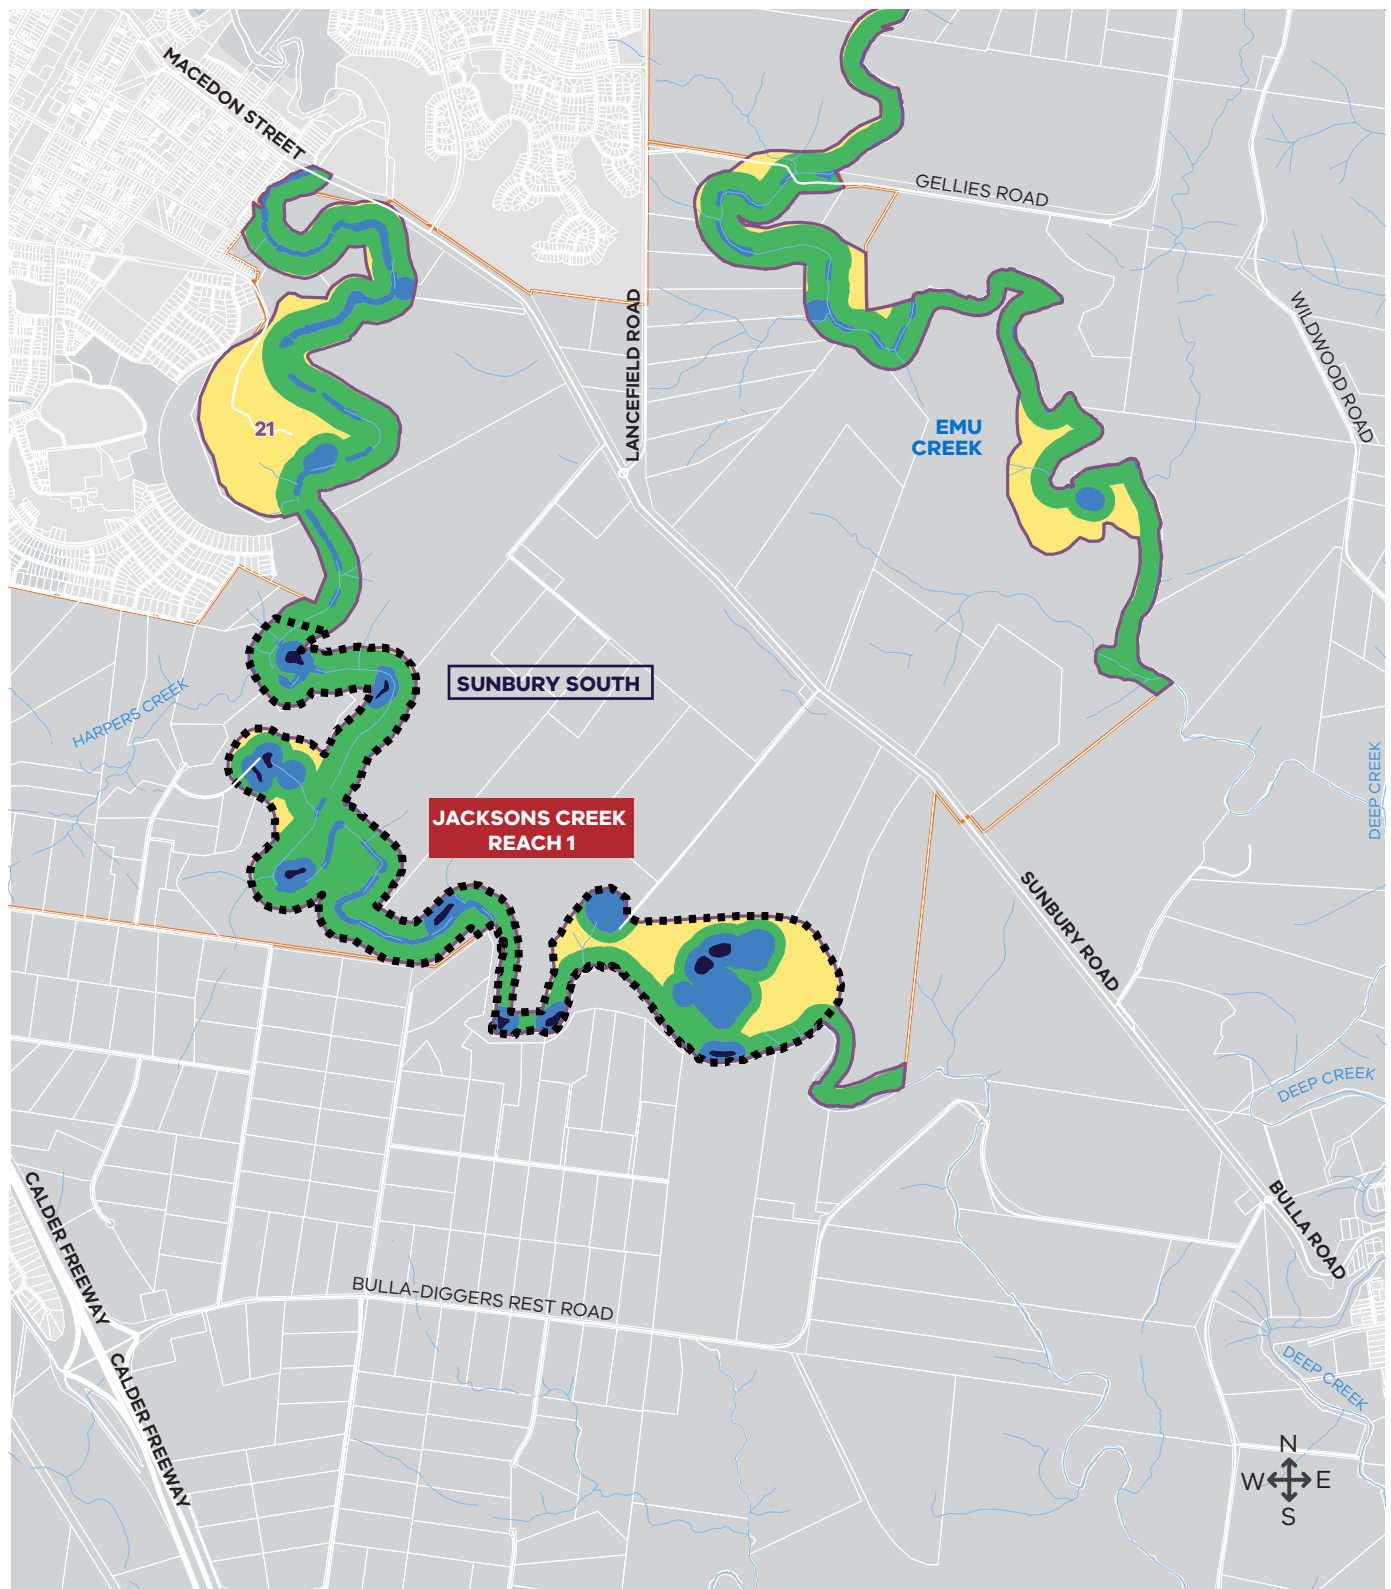 MACEDON STREET
GELLIES ROAD
WILDWOOD ROAD
LANCEFIELD ROAD
21
EMU
CREEK
SUNBURY SOUTH
HARPERS CREEK
DEEP CREEK
JACKSONS CREEK
REACH 1
SUNBURY ROAD
DEEP CREEK
CALDER FREEWAY
BULLA ROAD
BULLA-DIGGERS REST ROAD
CALDER FREEWAY
DEEP CREEK
N
W E
S